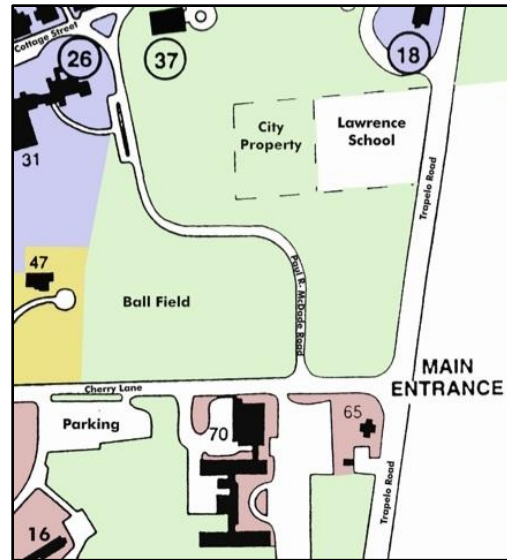 Cottage Street
26
37
18
31
City
Property
Lawrence
School
Trapelo Road
47
Ball Field
Paul R. McDade Road
MAIN
ENTRANCE
Cherry Lane
Parking
70
65
Trapelo Road
16